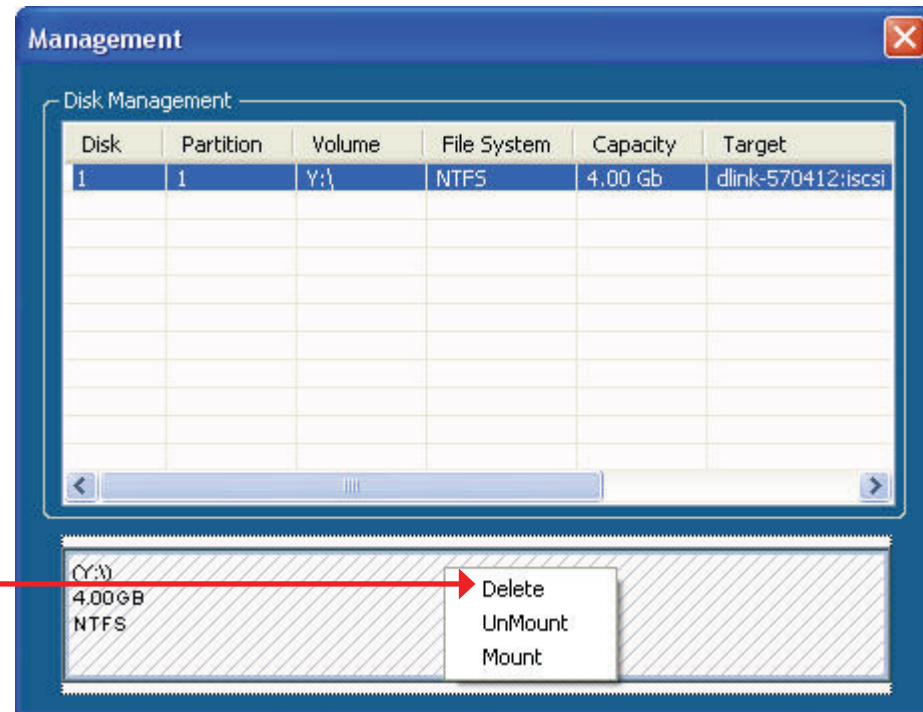 Management
Disk Management
Disk Partition Volume File System Capacity Target
1 1 Y:\ NTFS 4.00 Gb dlink-570412:iscsi
(Y:\)
4.00GB
NTFS
Delete
UnMount
Mount